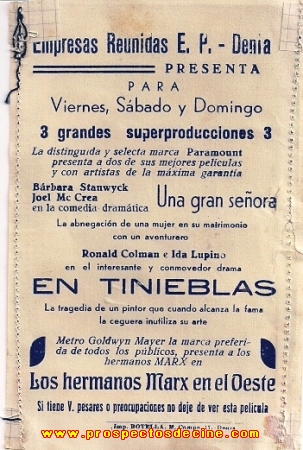 Empresas Reunidas E. P. - Denia
PRESENTA
PARA
Viernes, Sábado y Domingo
3 grandes superproducciones 3
La distinguida y selecta marca Paramount
presenta a dos de sus mejores películas
y con artistas de la máxima garantía
Bárbara Stanwyck
Joel Mc Crea
en la comedia dramática
Una gran señora
La abnegación de una mujer en su matrimonio
con un aventurero
Ronald Colman e Ida Lupino
en el interesante y conmovedor drama
EN TINIEBLAS
La tragedia de un pintor que cuando alcanza la fama
la ceguera inutiliza su arte
Metro Goldwyn Mayer la marca preferi-
da de todos los públicos, presenta a los
hermanos MARX en
Los hermanos Marx en el Oeste
Si tiene V. pesares o preocupaciones no deje de ver esta película
Imp. BOTELLA, M.
www.prospectosdecine.com